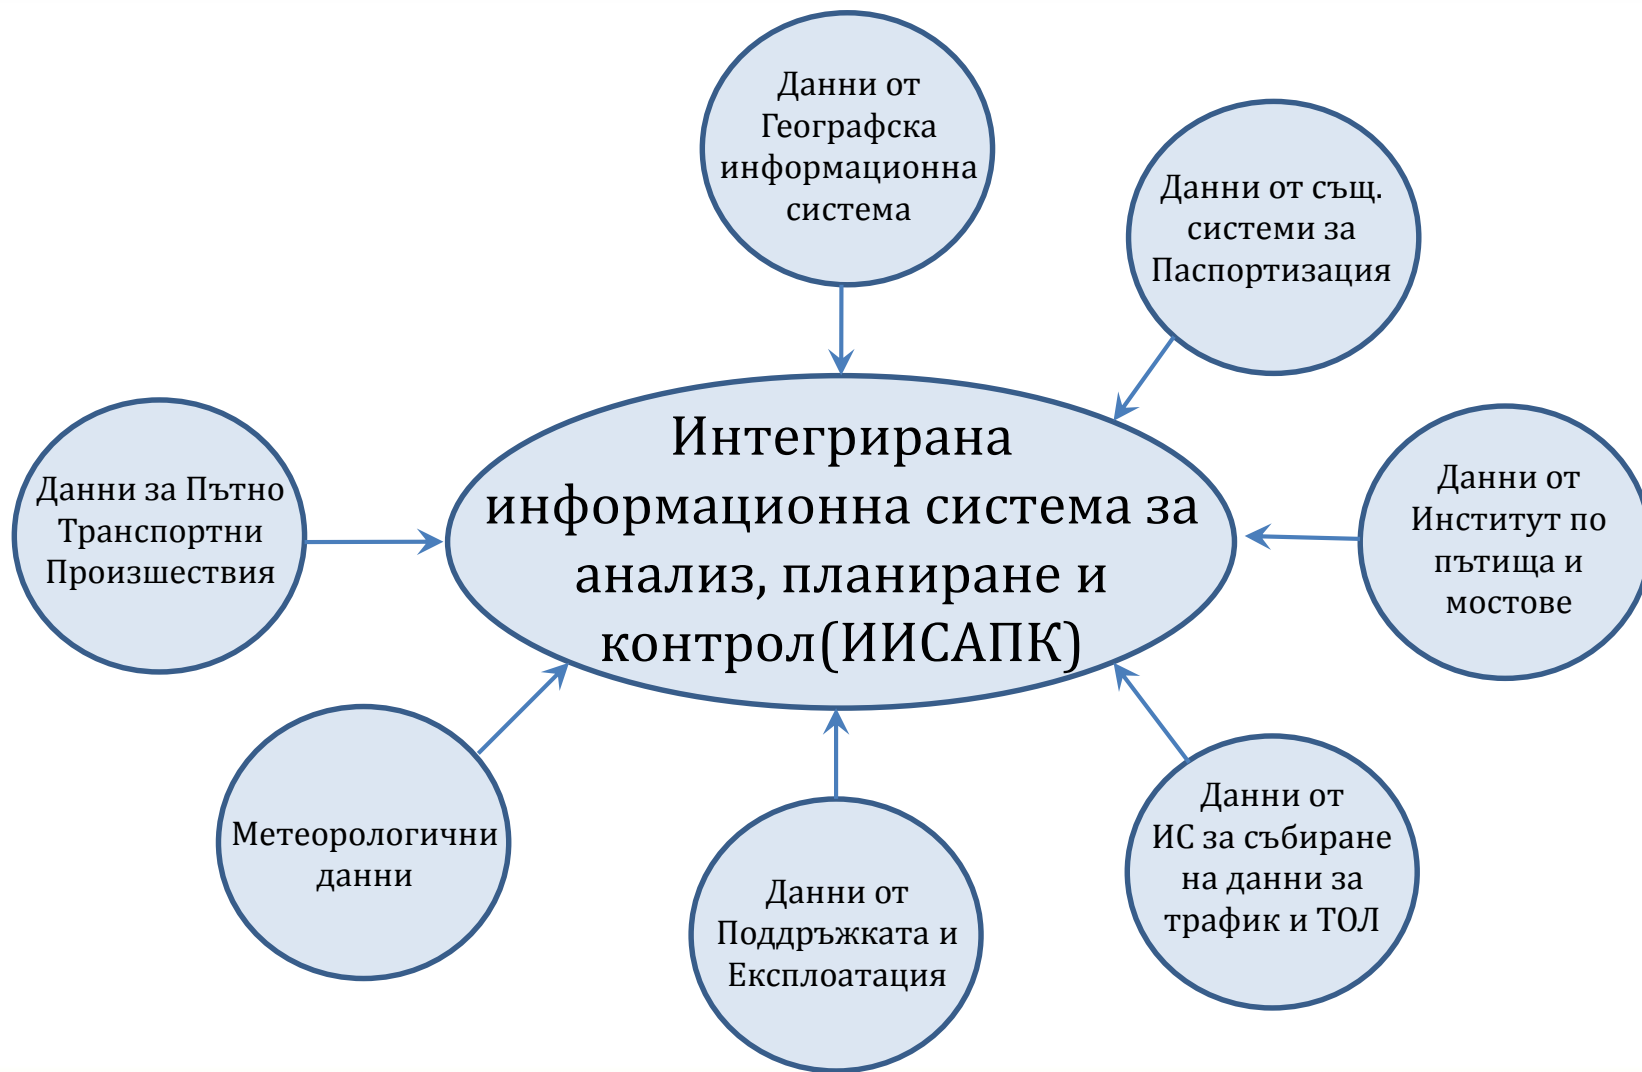 Данни от
Географска
информационна
система
Данни от същ.
системи за
Паспортизация
Интегрирана
информационна система за
анализ, планиране и
контрол(ИИСАПК)
Данни за Пътно
Транспортни
Произшествия
Данни от
Институт по
пътища и
мостове
Метеорологични
данни
Данни от
Поддръжката и
Експлоатация
Данни от
ИС за събиране
на данни за
трафик и ТОЛ